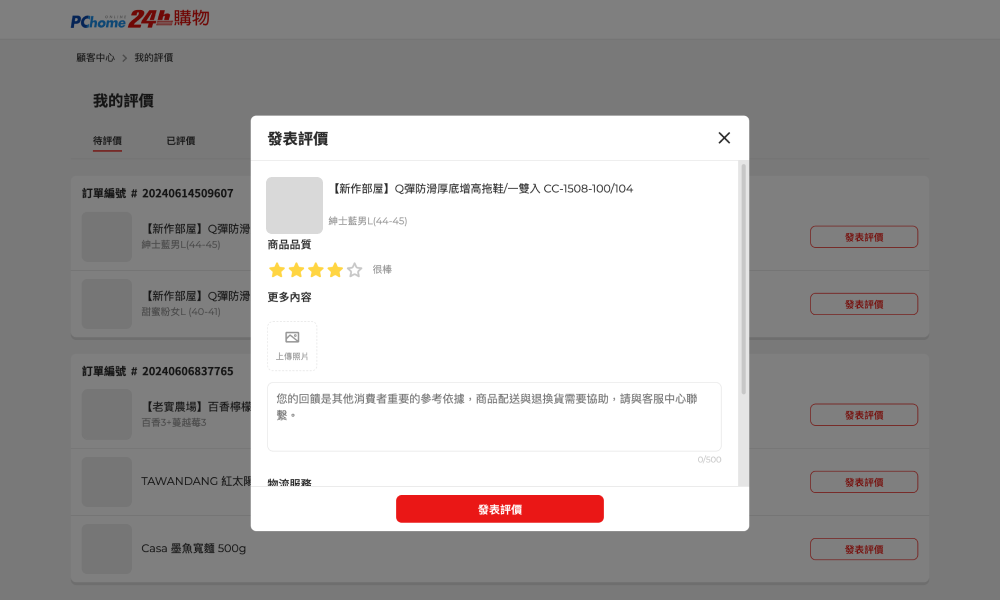 PChome online 24h購物
顧客中心 > 我的評價
我的評價
待評價 已評價
發表評價
訂單編號 # 20240614509607
【新作部屋】Q彈防滑
紳士藍男L(44-45)
發表評價
【新作部屋】Q彈防滑
甜蜜粉女L (40-41)
發表評價
訂單編號 # 20240606837765
【老實農場】百香檸檬
百香3+蔓越莓3
發表評價
TAWANDANG 紅太陽
發表評價
Casa 墨魚寬麵 500g
發表評價
【新作部屋】Q彈防滑厚底增高拖鞋/一雙入 CC-1508-100/104
紳士藍男L(44-45)
商品品質
很棒
更多內容
上傳照片
您的回饋是其他消費者重要的參考依據，商品配送與退換貨需要協助，請與客服中心聯
繫。
0/500
物流服務
發表評價